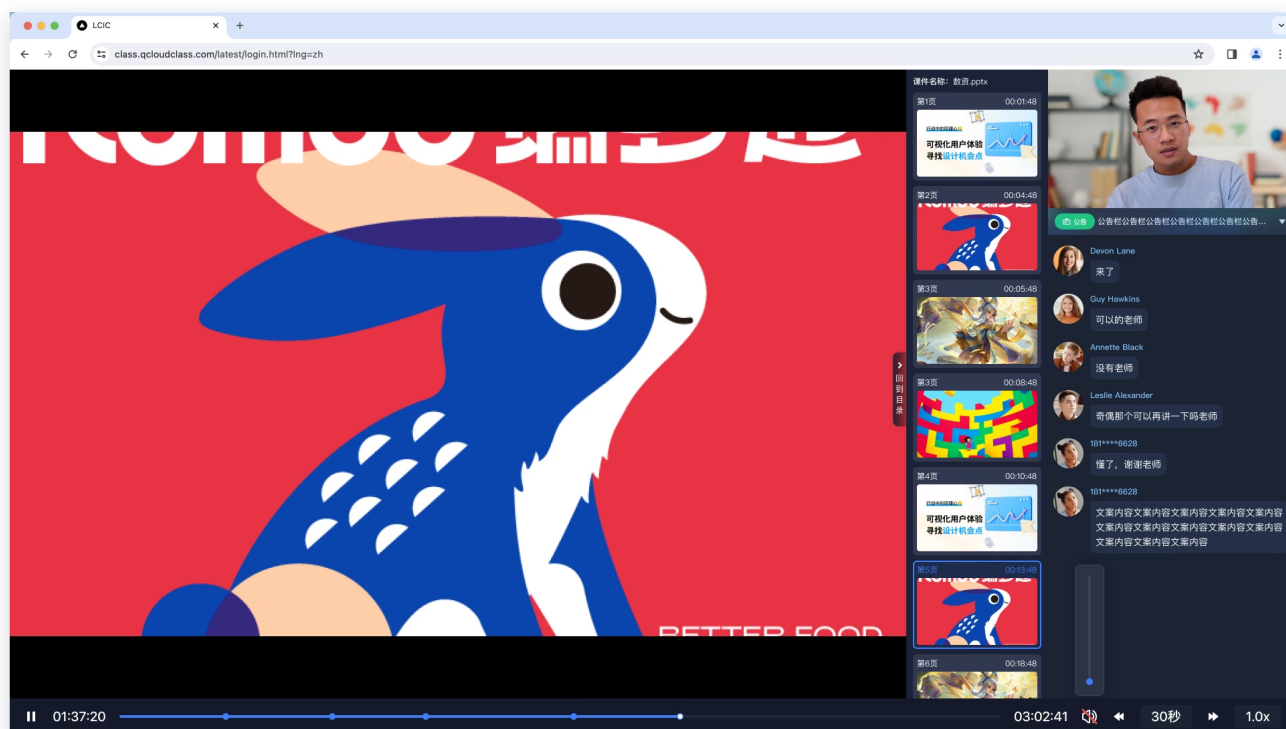 LCIC
class.qcloudclass.com/latest/login.html?lng=zh
BETTER FOOD
回到目录
课件名称：数资.pptx
第1页 00:01:48
可视化用户体验
寻找设计机会点
第2页 00:04:48
第3页 00:05:48
第3页 00:08:48
第4页 00:10:48
可视化用户体验
寻找设计机会点
第5页 00:13:48
第6页 00:18:48
公告 公告栏公告栏公告栏公告栏公告栏公告栏公告...
Devon Lane
来了
Guy Hawkins
可以的老师
Annette Black
没有老师
Leslie Alexander
奇偶那个可以再讲一下吗老师
181****6628
懂了，谢谢老师
181****6628
文案内容文案内容文案内容文案内容文案内容
文案内容文案内容文案内容文案内容文案内容
文案内容文案内容文案内容
01:37:20
03:02:41
30秒
1.0x